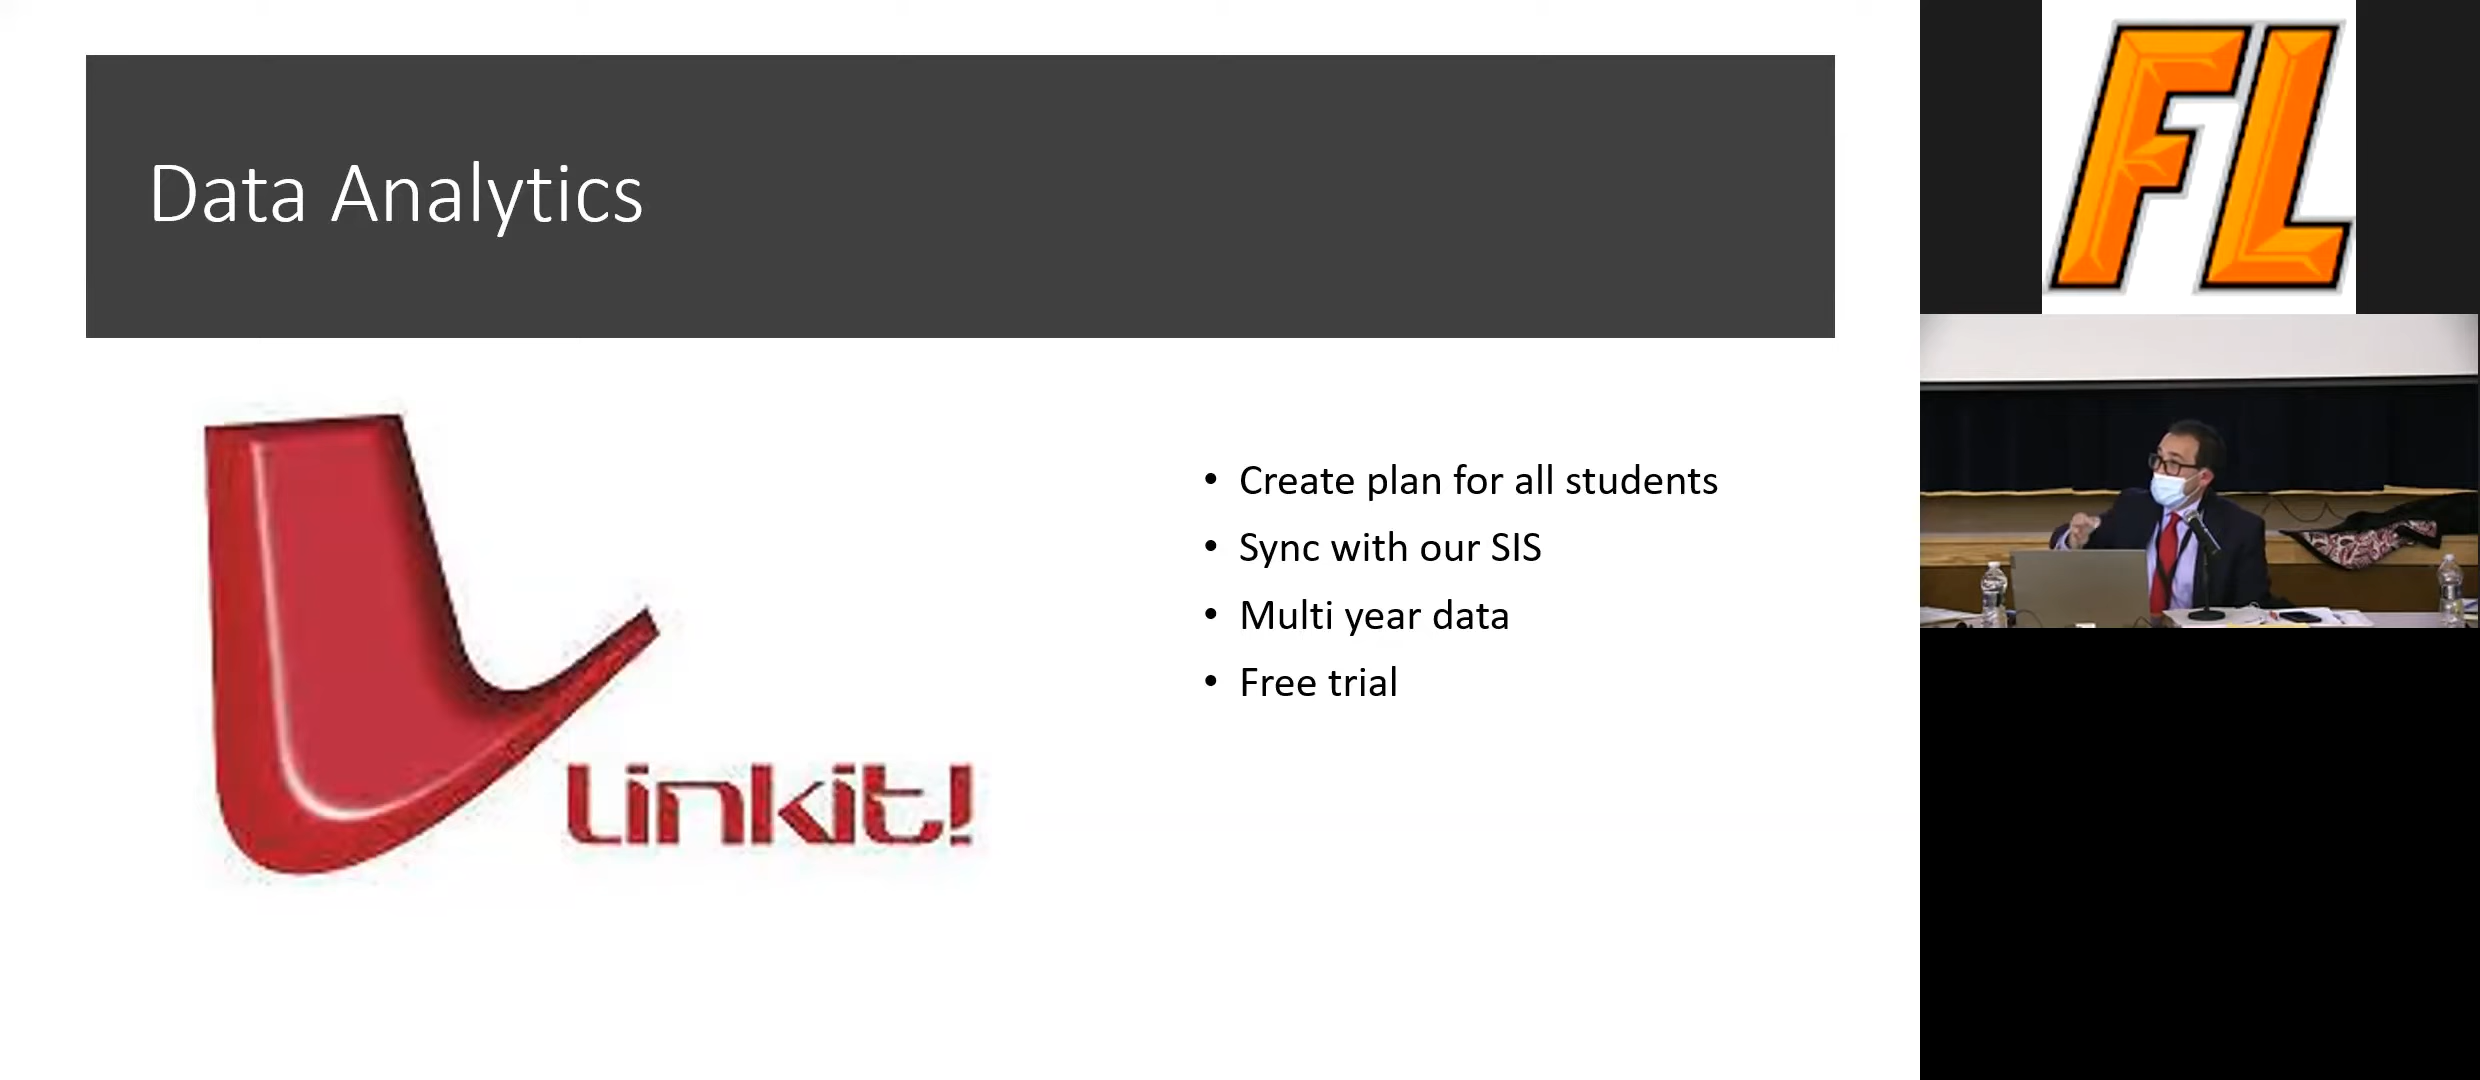 Data Analytics
Linkit!
• Create plan for all students
• Sync with our SIS
• Multi year data
• Free trial
FL